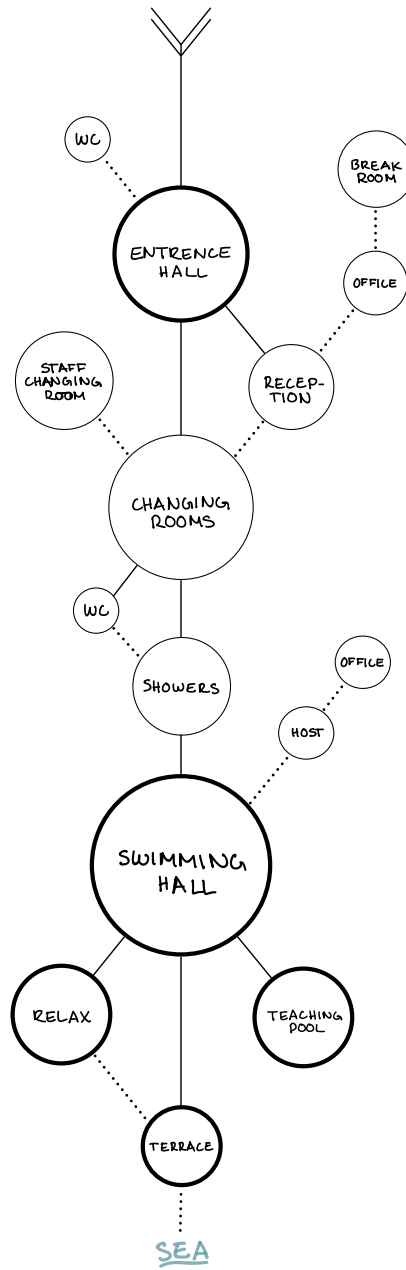 WC
BREAK
ROOM
ENTRENCE
HALL
OFFICE
STAFF
CHANGING
ROOM
RECEP-
TION
CHANGING
ROOMS
WC
SHOWERS
OFFICE
HOST
SWIMMING
HALL
RELAX
TEACHING
POOL
TERRACE
SEA